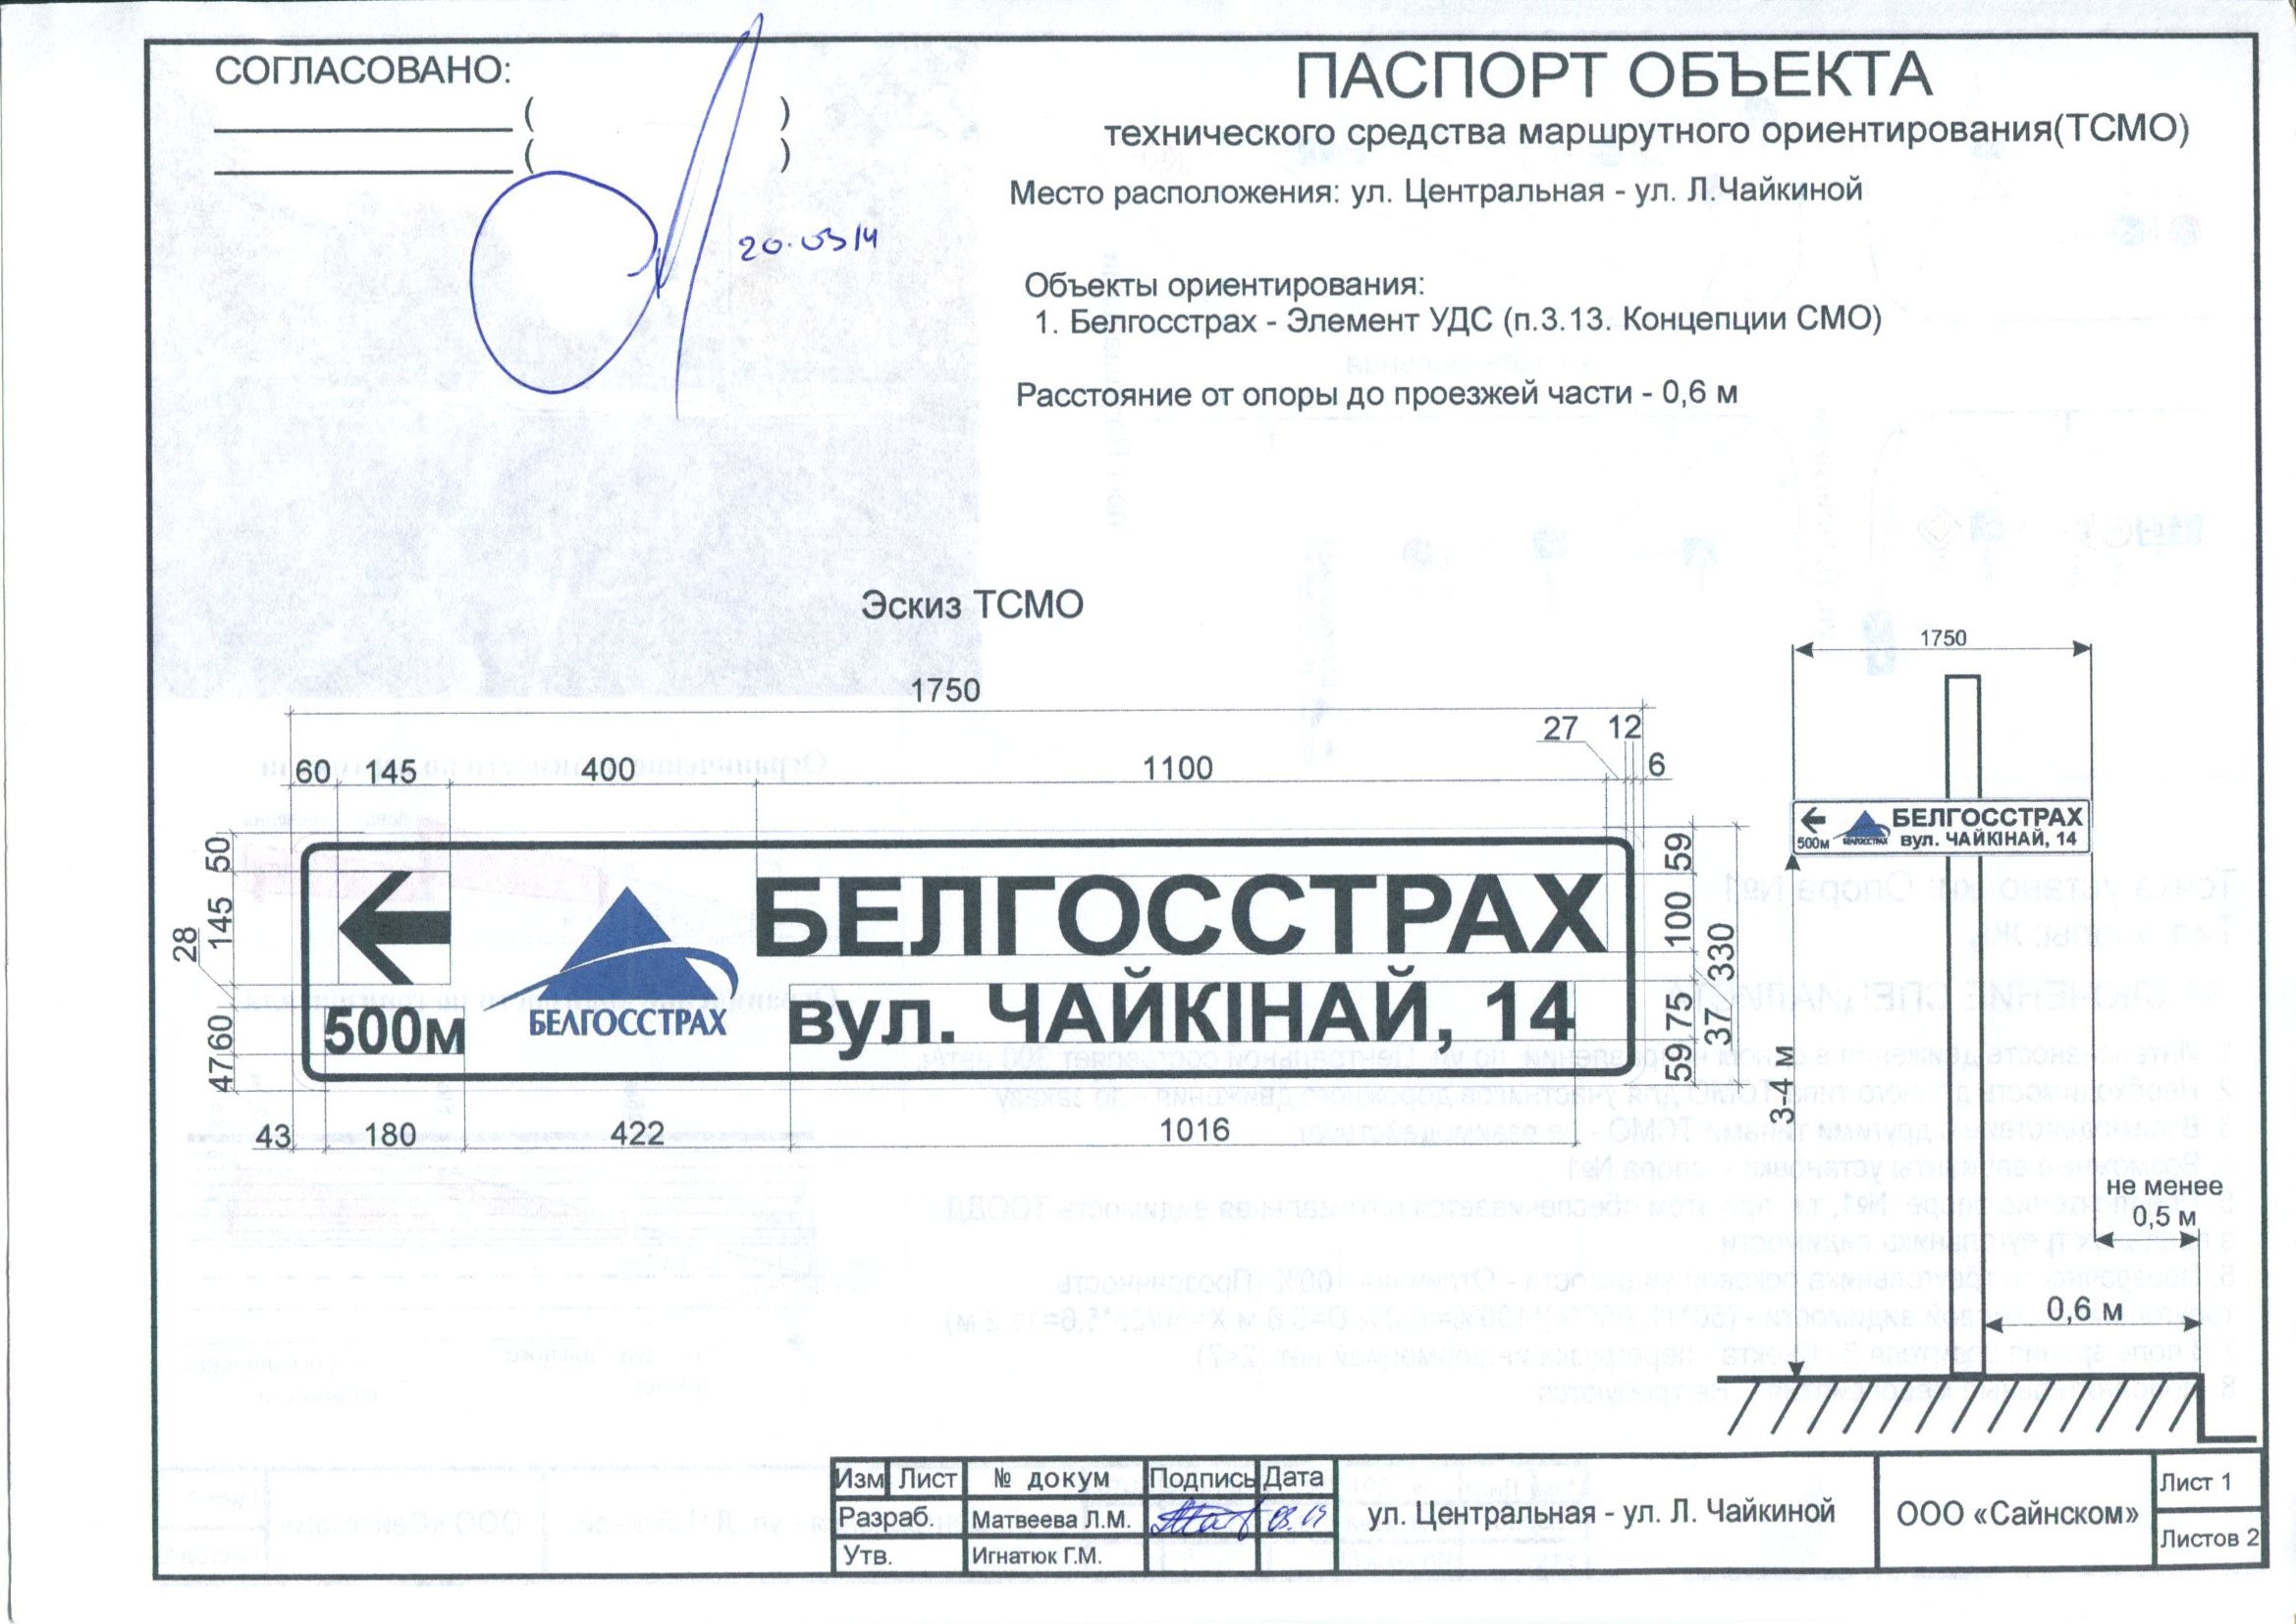 СОГЛАСОВАНО:
( )
( )
20.03 14
ПАСПОРТ ОБЪЕКТА
технического средства маршрутного ориентирования(ТСМО)
Место расположения: ул. Центральная - ул. Л.Чайкиной
Объекты ориентирования:
1. Белгосстрах - Элемент УДС (п.3.13. Концепции СМО)
Расстояние от опоры до проезжей части - 0,6 м
Эскиз ТСМО
1750
27 12
60 145 400 1100 6
50
145
28
60
47
500м
БЕЛГОССТРАХ
БЕЛГОССТРАХ
вул. ЧАЙКІНАЙ, 14
59
100
330
37
75
59
43 180 422 1016
1750
500м
БЕЛГОССТРАХ
БЕЛГОССТРАХ
вул. ЧАЙКІНАЙ, 14
3-4 м
не менее
0,5 м
0,6 м
Изм Лист № докум Подпись Дата
Разраб. Матвеева Л.М.
Утв. Игнатюк Г.М.
ул. Центральная - ул. Л. Чайкиной
ООО «Сайнском»
Лист 1
Листов 2